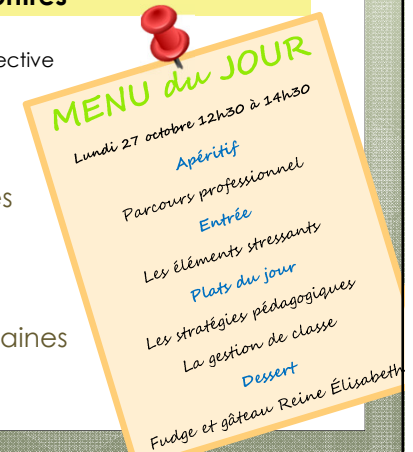 ective
MENU du JOUR
Lundi 27 octobre 12h30 à 14h30
Apéritif
Parcours professionnel
Entrée
Les éléments stressants
Plats du jour
Les stratégies pédagogiques
La gestion de classe
Dessert
Fudge et gâteau Reine Élisabeth
es
aines